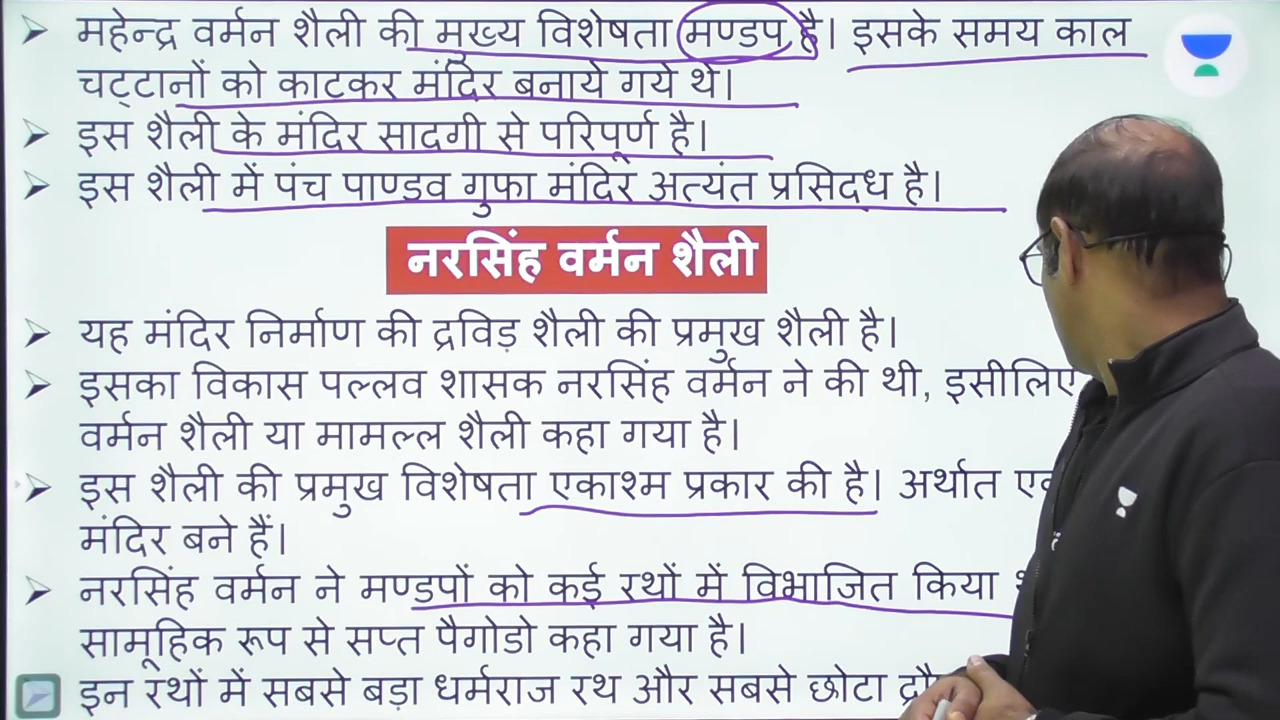 महेन्द्र वर्मन शैली की मुख्य विशेषता मण्डप है। इसके समय काल
चट्टानों को काटकर मंदिर बनाये गये थे।
इस शैली के मंदिर सादगी से परिपूर्ण है।
इस शैली में पंच पाण्डव गुफा मंदिर अत्यंत प्रसिद्ध है।
नरसिंह वर्मन शैली
यह मंदिर निर्माण की द्रविड़ शैली की प्रमुख शैली है।
इसका विकास पल्लव शासक नरसिंह वर्मन ने की थी, इसीलिए
वर्मन शैली या मामल्ल शैली कहा गया है।
इस शैली की प्रमुख विशेषता एकाश्म प्रकार की है। अर्थात
मंदिर बने हैं।
नरसिंह वर्मन ने मण्डपों को कई रथों में विभाजित किया
सामूहिक रूप से सप्त पैगोडो कहा गया है।
इन रथों में सबसे बड़ा धर्मराज रथ और सबसे छोटा